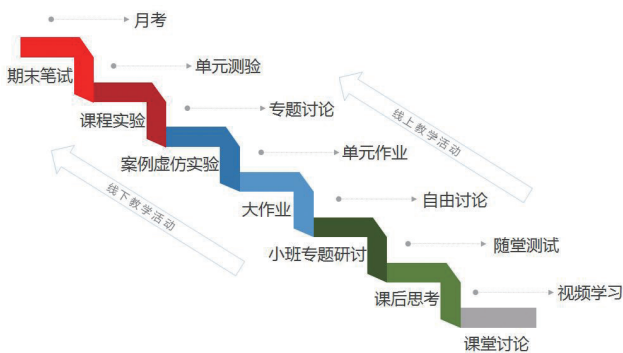 月考
期末笔试
单元测验
课程实验
专题讨论
案例虚仿实验
单元作业
大作业
自由讨论
小班专题研讨
随堂测试
课后思考
视频学习
课堂讨论
线上教学活动
线下教学活动